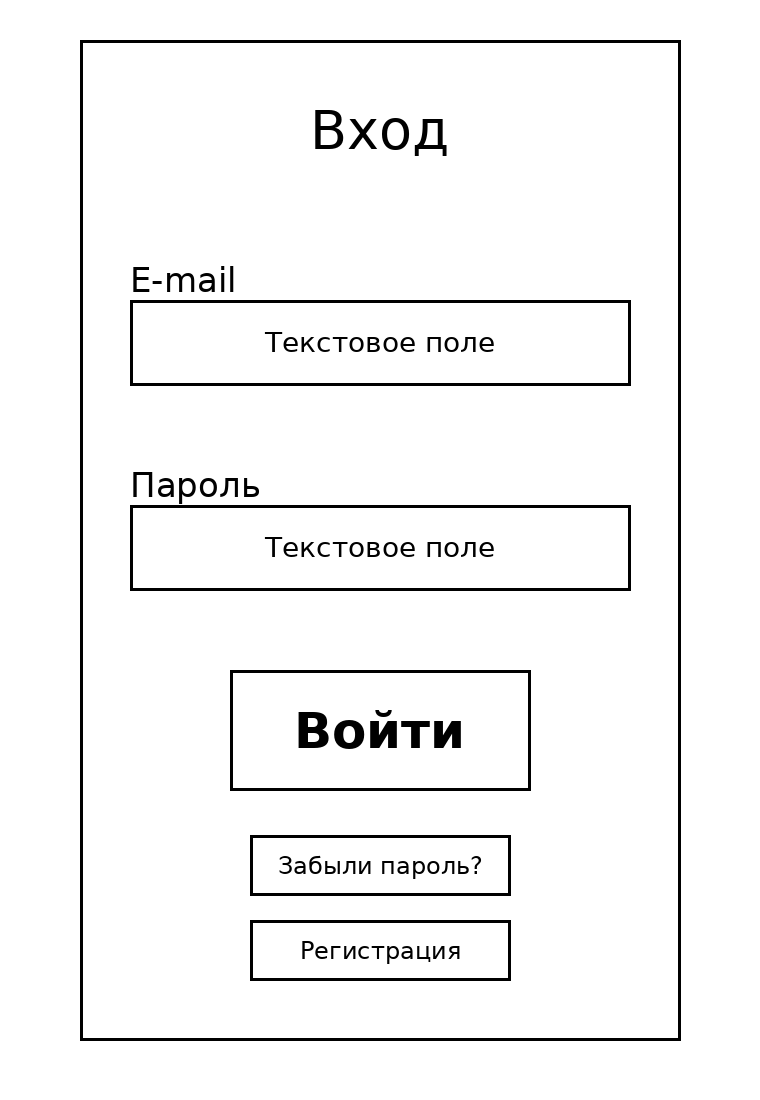 Вход
E-mail
Текстовое поле
Пароль
Текстовое поле
Войти
Забыли пароль?
Регистрация